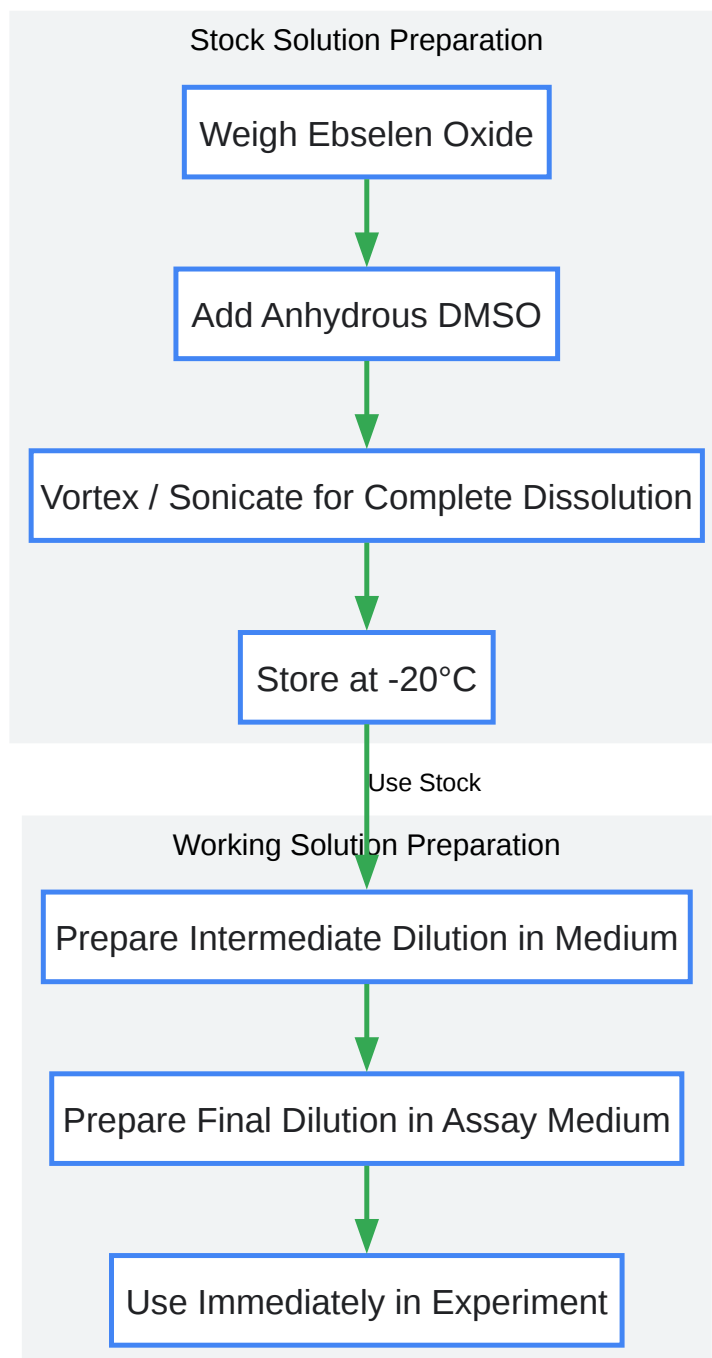 Stock Solution Preparation
Weigh Ebselen Oxide
Add Anhydrous DMSO
Vortex / Sonicate for Complete Dissolution
Store at -20°C
Use Stock
Working Solution Preparation
Prepare Intermediate Dilution in Medium
Prepare Final Dilution in Assay Medium
Use Immediately in Experiment